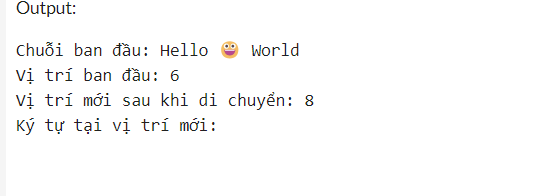 Output:
Chuỗi ban đầu: Hello 😀 World
Vị trí ban đầu: 6
Vị trí mới sau khi di chuyển: 8
Ký tự tại vị trí mới: